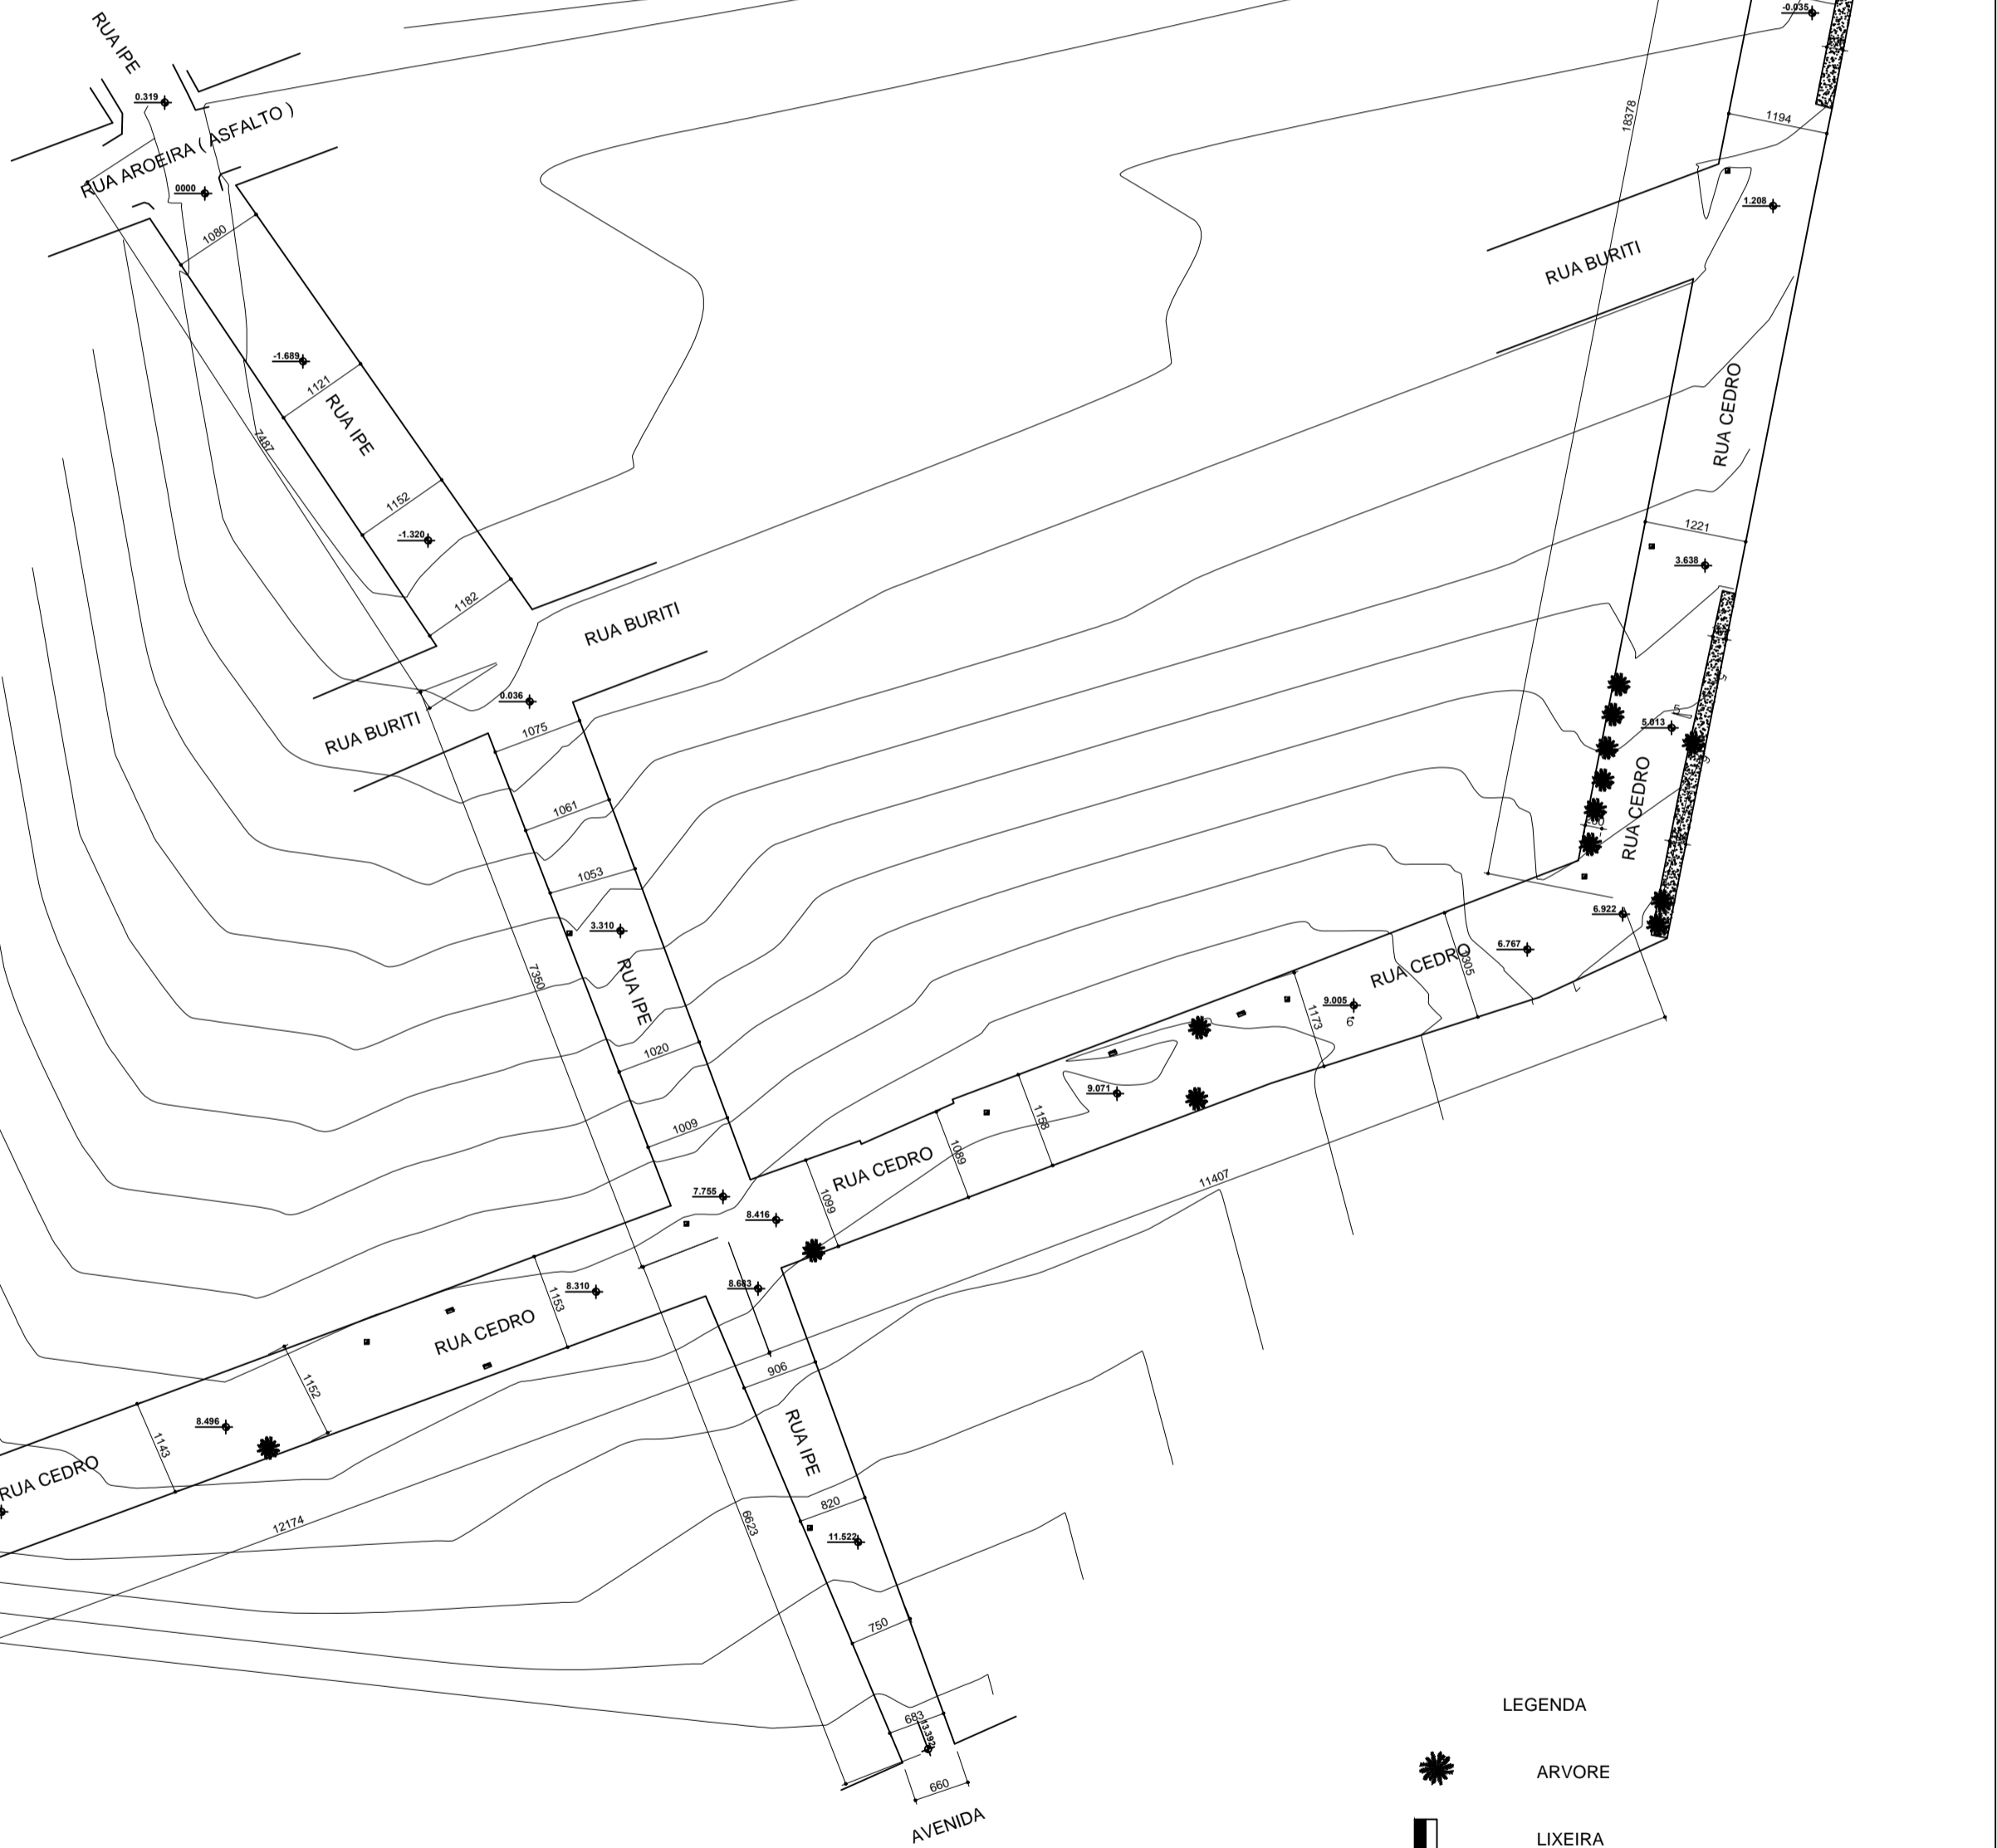 RUA IPE
-0.035
0.319
18378
1194
RUA AROEIRA ( ASFALTO )
0000
1.208
1080
RUA BURITI
-1.689
1121
RUA IPE
RUA CEDRO
7487
1152
-1.320
1221
3.638
1182
RUA BURITI
0.036
RUA BURITI
1075
5
5.013
6
1061
RUA CEDRO
1053
3.310
6.922
RUA IPE
7350
6.767
RUA CEDRO
9.005
1173
6
1020
9.071
1158
1009
1089
RUA CEDRO
11407
7.755
1099
8.416
8.310
8.683
1153
RUA CEDRO
906
1152
8.496
1143
RUA IPE
RUA CEDRO
820
12174
6623
11.522
750
LEGENDA
683
13.392
ARVORE
660
AVENIDA
LIXEIRA